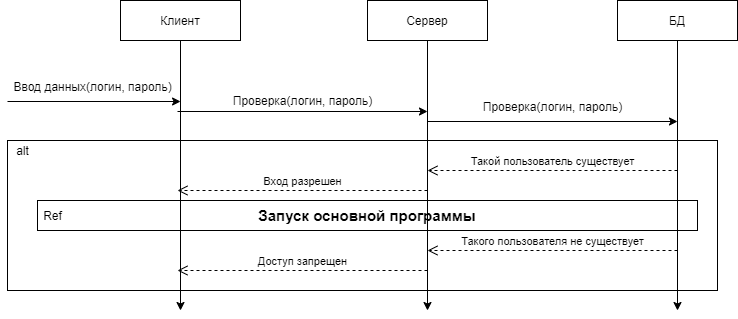 Клиент
Сервер
БД
Ввод данных(логин, пароль)
Проверка(логин, пароль)
Проверка(логин, пароль)
alt
Такой пользователь существует
Вход разрешен
Ref
Запуск основной программы
Такого пользователя не существует
Доступ запрещен